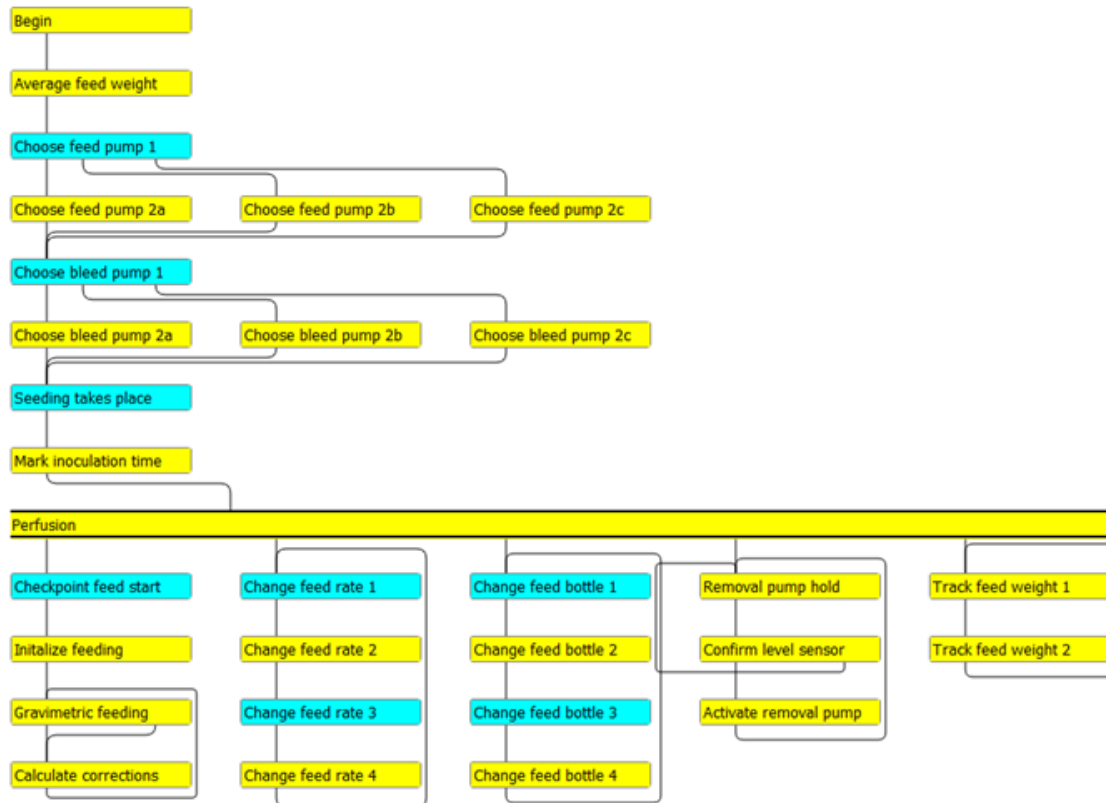 Begin
Average feed weight
Choose feed pump 1
Choose feed pump 2a
Choose feed pump 2b
Choose feed pump 2c
Choose bleed pump 1
Choose bleed pump 2a
Choose bleed pump 2b
Choose bleed pump 2c
Seeding takes place
Mark inoculation time
Perfusion
Checkpoint feed start
Change feed rate 1
Change feed bottle 1
Removal pump hold
Track feed weight 1
Initalize feeding
Change feed rate 2
Change feed bottle 2
Confirm level sensor
Track feed weight 2
Gravimetric feeding
Change feed rate 3
Change feed bottle 3
Activate removal pump
Calculate corrections
Change feed rate 4
Change feed bottle 4